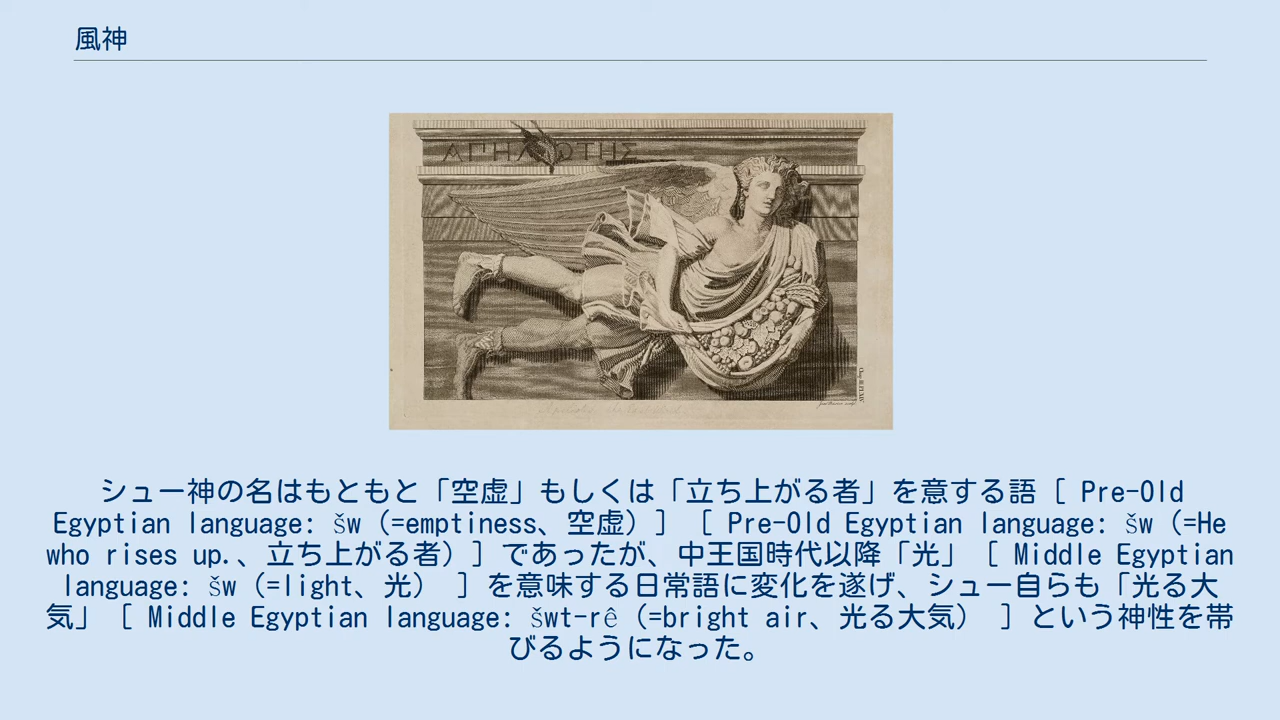 風神
ΑΠΗΛΙΩΤΗΣ
シュー神の名はもともと「空虚」もしくは「立ち上がる者」を意する語［ Pre-Old
Egyptian language: šw（=emptiness、空虚）］ ［ Pre-Old Egyptian language: šw（=He
who rises up.、立ち上がる者）］であったが、中王国時代以降「光」 ［ Middle Egyptian
language: šw（=light、光） ］を意味する日常語に変化を遂げ、シュー自らも「光る大
気」 ［ Middle Egyptian language: šwt-rê（=bright air、光る大気） ］という神性を帯
びるようになった。